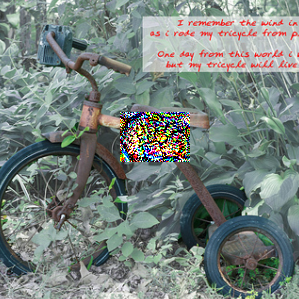 I remember the wind in
as i rode my tricycle from p
One day from this world i
but my tricycle will live